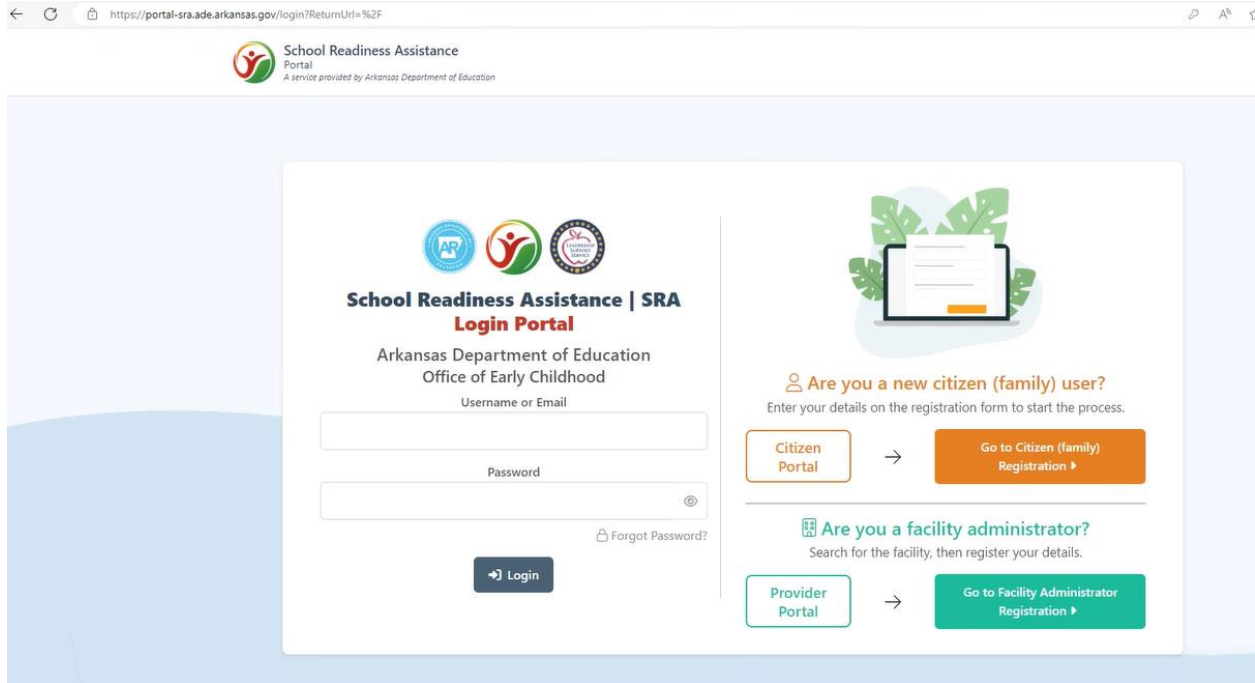 https://portal-sra.ade.arkansas.gov/login?ReturnUrl=%2F
School Readiness Assistance
Portal
A service provided by Arkansas Department of Education
AR
LEADERSHIP
SUPPORT
SERVICE
School Readiness Assistance | SRA
Login Portal
Arkansas Department of Education
Office of Early Childhood
Username or Email
Password
Forgot Password?
Login
Are you a new citizen (family) user?
Enter your details on the registration form to start the process.
Citizen
Portal
Go to Citizen (family)
Registration
Are you a facility administrator?
Search for the facility, then register your details.
Provider
Portal
Go to Facility Administrator
Registration